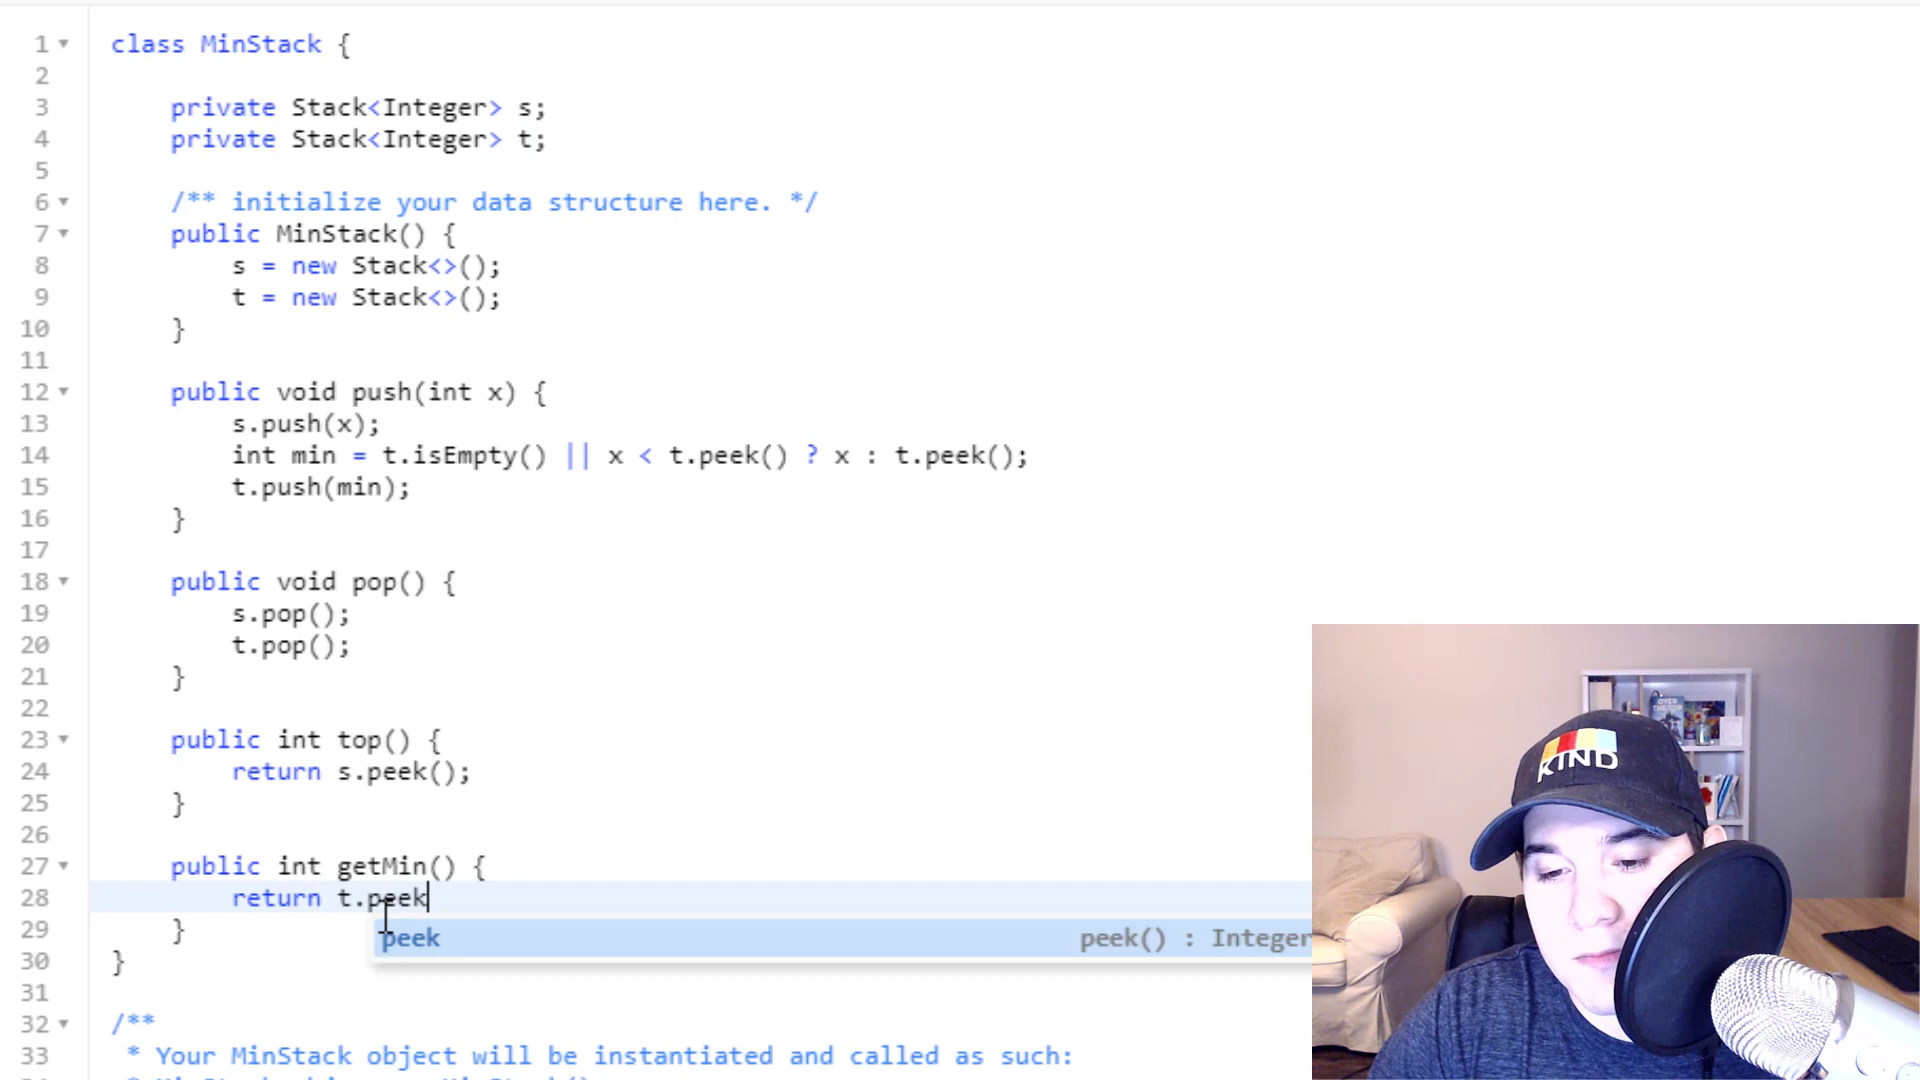 1 class MinStack {
2
3 private Stack<Integer> s;
4 private Stack<Integer> t;
5
6 /** initialize your data structure here. */
7 public MinStack() {
8 s = new Stack<>();
9 t = new Stack<>();
10 }
11
12 public void push(int x) {
13 s.push(x);
14 int min = t.isEmpty() || x < t.peek() ? x : t.peek();
15 t.push(min);
16 }
17
18 public void pop() {
19 s.pop();
20 t.pop();
21 }
22
23 public int top() {
24 return s.peek();
25 }
26
27 public int getMin() {
28 return t.peek
peek peek() : Integer
29 }
30 }
31
32 /**
33 * Your MinStack object will be instantiated and called as such:
KIND
OVER
THE TOP